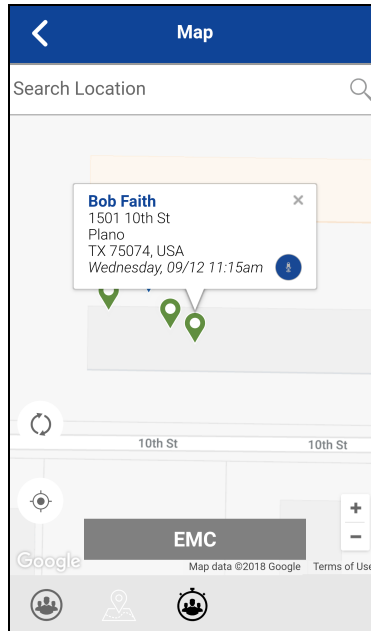 Map
Search Location
Bob Faith
1501 10th St
Plano
TX 75074, USA
Wednesday, 09/12 11:15am
10th St
10th St
EMC
Google
Map data ©2018 Google
Terms of Use